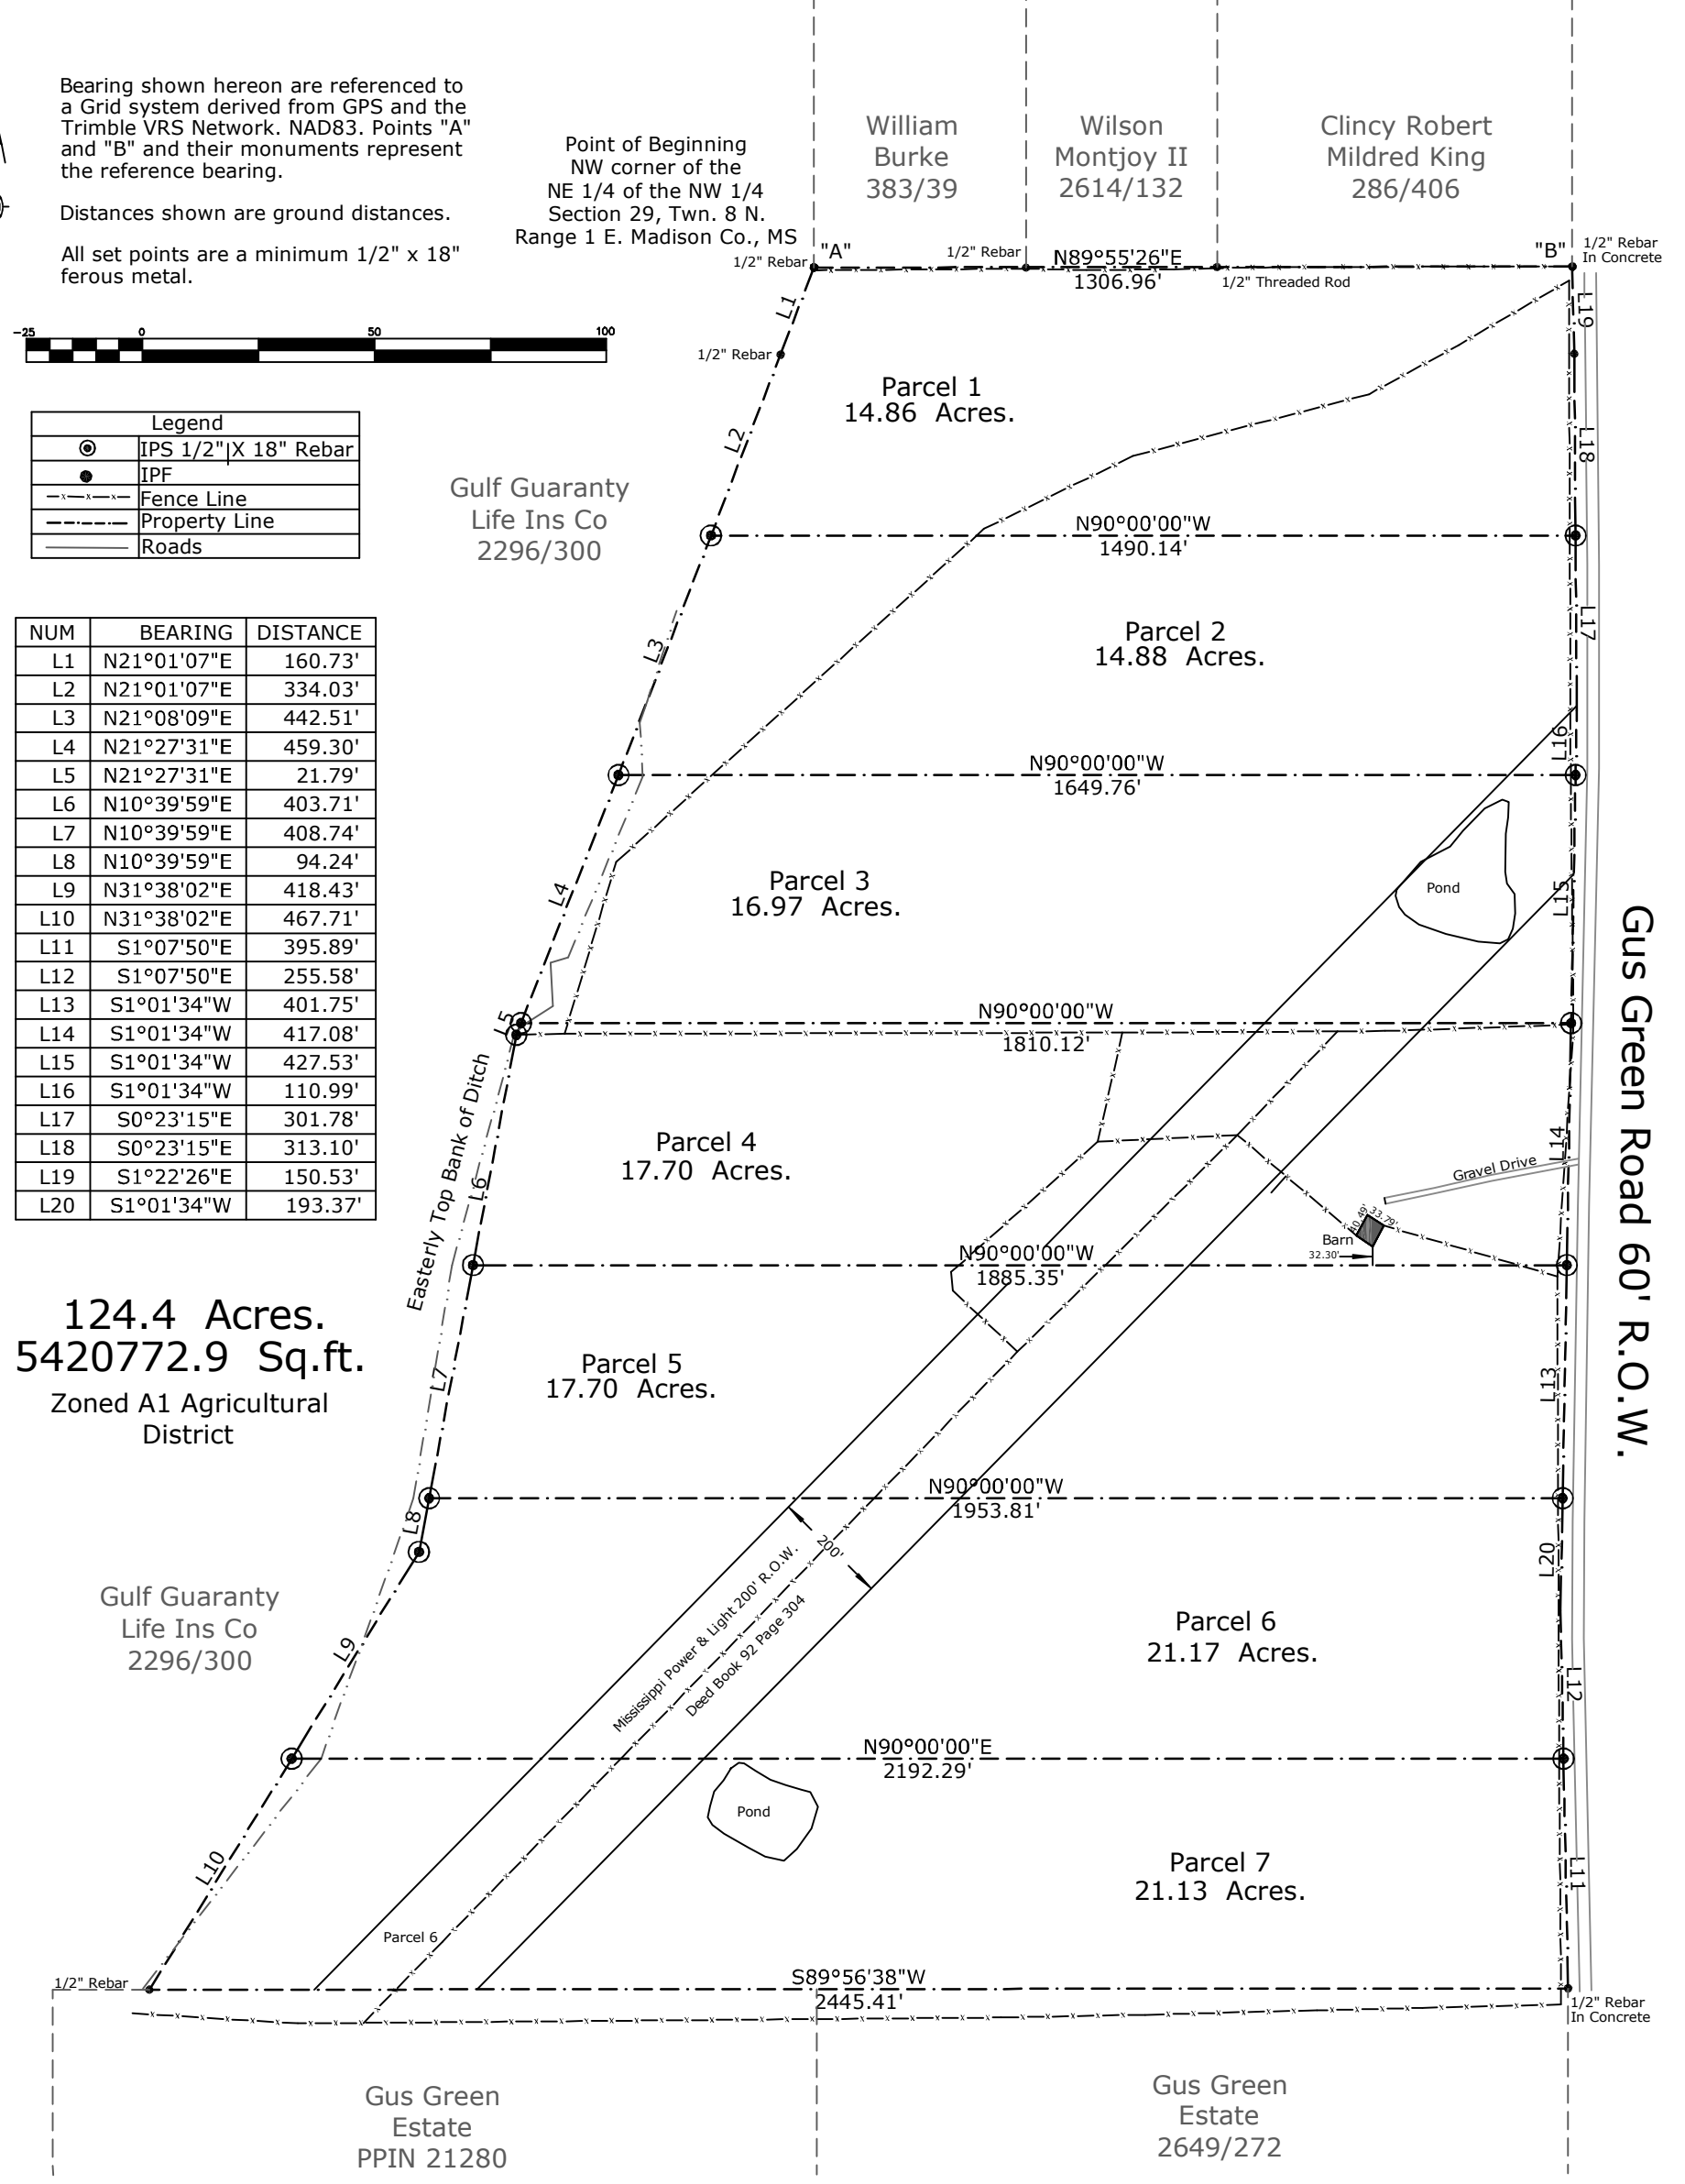 Bearing shown hereon are referenced to
a Grid system derived from GPS and the
Trimble VRS Network. NAD83. Points "A"
and "B" and their monuments represent
the reference bearing.
Distances shown are ground distances.
All set points are a minimum 1/2" x 18"
ferous metal.
Point of Beginning
NW corner of the
NE 1/4 of the NW 1/4
Section 29, Twn. 8 N.
Range 1 E. Madison Co., MS
William
Burke
383/39
Wilson
Montjoy II
2614/132
Clincy Robert
Mildred King
286/406
1/2" Rebar
"A"
1/2" Rebar
N89°55'26"E
1306.96'
1/2" Threaded Rod
"B"
1/2" Rebar
In Concrete
-25 0 50 100
L1
1/2" Rebar
L19
Legend
IPS 1/2" X 18" Rebar
IPF
Fence Line
Property Line
Roads
Parcel 1
14.86 Acres.
L2
L18
Gulf Guaranty
Life Ins Co
2296/300
N90°00'00"W
1490.14'
NUM BEARING DISTANCE
L1 N21°01'07"E 160.73'
L2 N21°01'07"E 334.03'
L3 N21°08'09"E 442.51'
L4 N21°27'31"E 459.30'
L5 N21°27'31"E 21.79'
L6 N10°39'59"E 403.71'
L7 N10°39'59"E 408.74'
L8 N10°39'59"E 94.24'
L9 N31°38'02"E 418.43'
L10 N31°38'02"E 467.71'
L11 S1°07'50"E 395.89'
L12 S1°07'50"E 255.58'
L13 S1°01'34"W 401.75'
L14 S1°01'34"W 417.08'
L15 S1°01'34"W 427.53'
L16 S1°01'34"W 110.99'
L17 S0°23'15"E 301.78'
L18 S0°23'15"E 313.10'
L19 S1°22'26"E 150.53'
L20 S1°01'34"W 193.37'
L3
Parcel 2
14.88 Acres.
L17
L16
N90°00'00"W
1649.76'
L4
Parcel 3
16.97 Acres.
Pond
L15
Gus Green Road 60' R.O.W.
L5
N90°00'00"W
1810.12'
Easterly Top Bank of Ditch
L6
Parcel 4
17.70 Acres.
L14
Gravel Drive
40.49'
33.79'
Barn
32.30'
N90°00'00"W
1885.35'
124.4 Acres.
5420772.9 Sq.ft.
Zoned A1 Agricultural
District
L7
Parcel 5
17.70 Acres.
L13
N90°00'00"W
1953.81'
L8
200'
L20
Mississippi Power & Light 200' R.O.W.
Deed Book 92 Page 304
Gulf Guaranty
Life Ins Co
2296/300
L9
Parcel 6
21.17 Acres.
L12
N90°00'00"E
2192.29'
Pond
L10
Parcel 7
21.13 Acres.
L11
Parcel 6
1/2" Rebar
S89°56'38"W
2445.41'
1/2" Rebar
In Concrete
Gus Green
Estate
PPIN 21280
Gus Green
Estate
2649/272